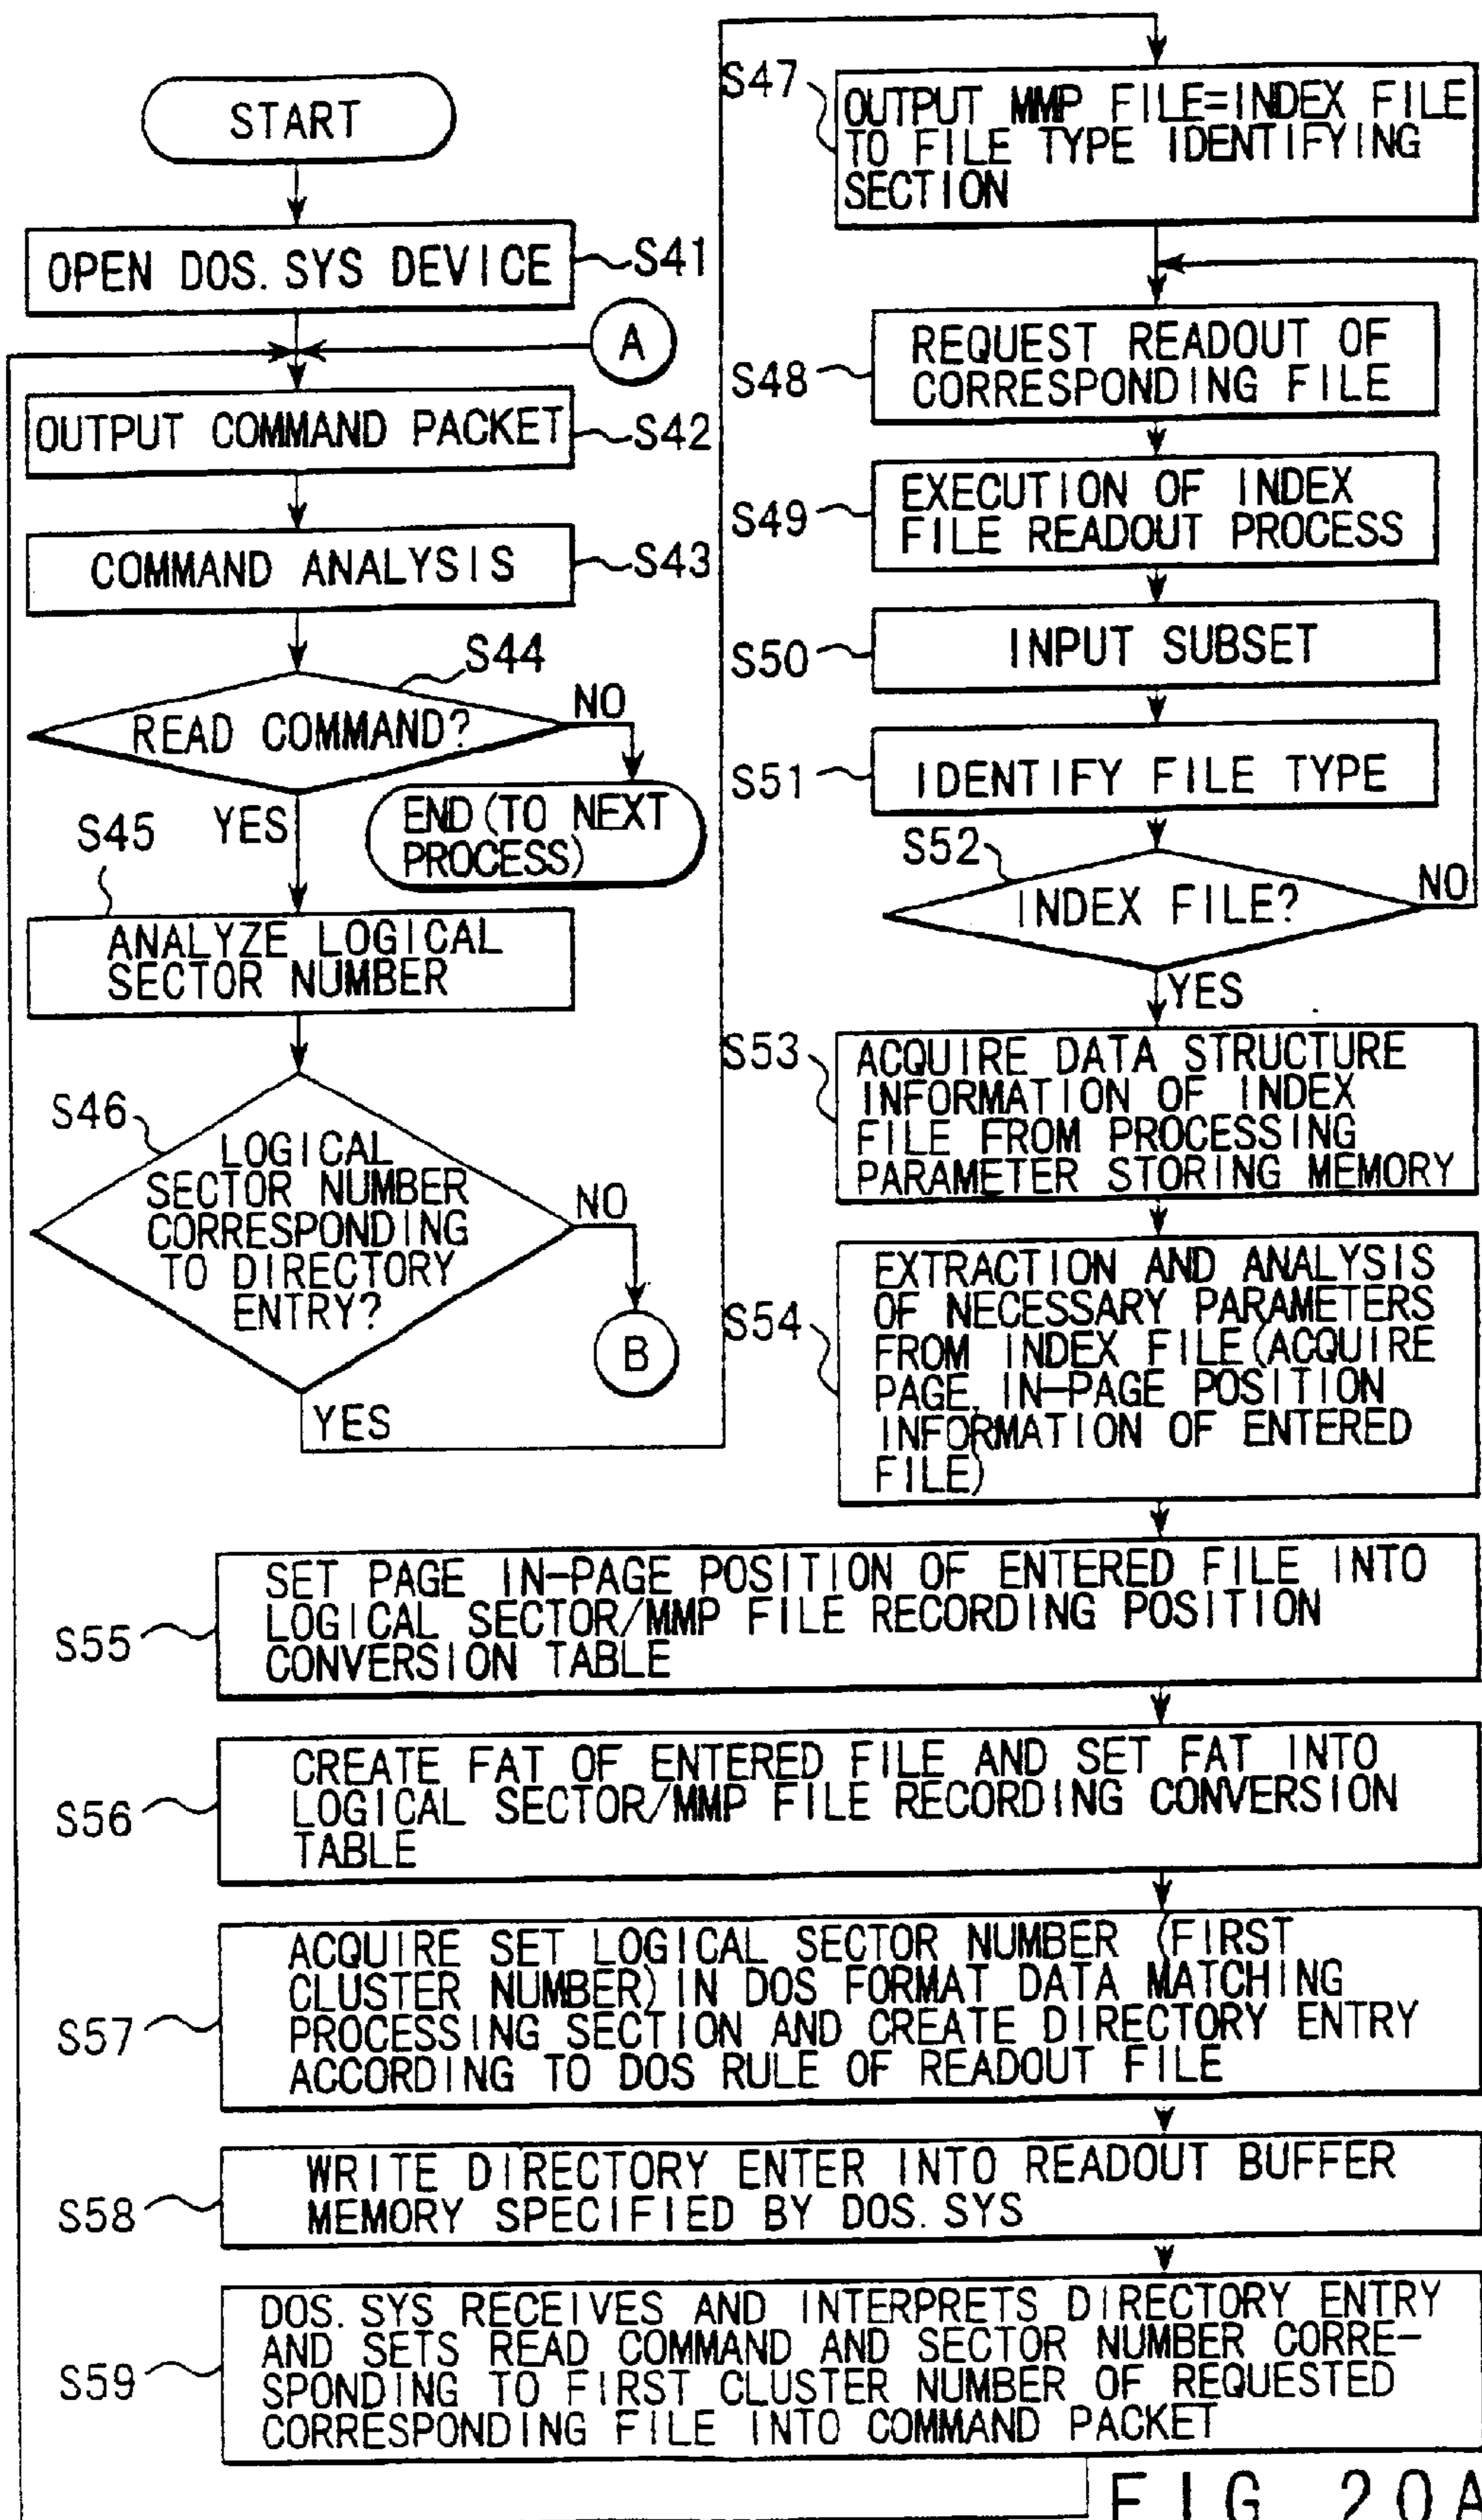 START
OPEN DOS.SYS DEVICE
S41
A
OUTPUT COMMAND PACKET
S42
COMMAND ANALYSIS
S43
S44
READ COMMAND?
NO
END (TO NEXT
PROCESS)
YES
S45
ANALYZE LOGICAL
SECTOR NUMBER
S46
LOGICAL
SECTOR NUMBER
CORRESPONDING
TO DIRECTORY
ENTRY?
NO
B
YES
S47
OUTPUT MMP FILE=INDEX FILE
TO FILE TYPE IDENTIFYING
SECTION
S48
REQUEST READOUT OF
CORRESPONDING FILE
S49
EXECUTION OF INDEX
FILE READOUT PROCESS
S50
INPUT SUBSET
S51
IDENTIFY FILE TYPE
S52
INDEX FILE?
NO
YES
S53
ACQUIRE DATA STRUCTURE
INFORMATION OF INDEX
FILE FROM PROCESSING
PARAMETER STORING MEMORY
S54
EXTRACTION AND ANALYSIS
OF NECESSARY PARAMETERS
FROM INDEX FILE(ACQUIRE
PAGE. IN-PAGE POSITION
INFORMATION OF ENTERED
FILE)
S55
SET PAGE IN-PAGE POSITION OF ENTERED FILE INTO
LOGICAL SECTOR/MMP FILE RECORDING POSITION
CONVERSION TABLE
S56
CREATE FAT OF ENTERED FILE AND SET FAT INTO
LOGICAL SECTOR/MMP FILE RECORDING CONVERSION
TABLE
S57
ACQUIRE SET LOGICAL SECTOR NUMBER (FIRST
CLUSTER NUMBER) IN DOS FORMAT DATA MATCHING
PROCESSING SECTION AND CREATE DIRECTORY ENTRY
ACCORDING TO DOS RULE OF READOUT FILE
S58
WRITE DIRECTORY ENTER INTO READOUT BUFFER
MEMORY SPECIFIED BY DOS.SYS
S59
DOS.SYS RECEIVES AND INTERPRETS DIRECTORY ENTRY
AND SETS READ COMMAND AND SECTOR NUMBER CORRE-
SPONDING TO FIRST CLUSTER NUMBER OF REQUESTED
CORRESPONDING FILE INTO COMMAND PACKET
FIG. 20A